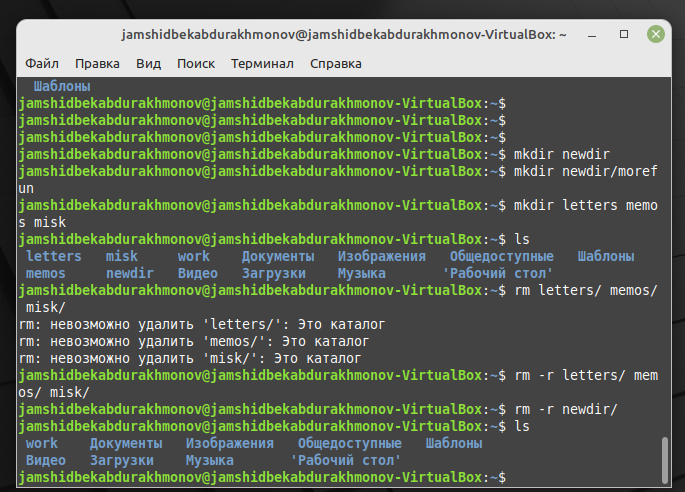 jamshidbekabdurakhmonov@jamshidbekabdurakhmonov-VirtualBox: ~
Файл Правка Вид Поиск Терминал Справка
Шаблоны
jamshidbekabdurakhmonov@jamshidbekabdurakhmonov-VirtualBox:~$
jamshidbekabdurakhmonov@jamshidbekabdurakhmonov-VirtualBox:~$
jamshidbekabdurakhmonov@jamshidbekabdurakhmonov-VirtualBox:~$
jamshidbekabdurakhmonov@jamshidbekabdurakhmonov-VirtualBox:~$ mkdir newdir
jamshidbekabdurakhmonov@jamshidbekabdurakhmonov-VirtualBox:~$ mkdir newdir/moref
un
jamshidbekabdurakhmonov@jamshidbekabdurakhmonov-VirtualBox:~$ mkdir letters memo
s misk
jamshidbekabdurakhmonov@jamshidbekabdurakhmonov-VirtualBox:~$ ls
letters misk work Документы Изображения Общедоступные Шаблоны
memos newdir Видео Загрузки Музыка 'Рабочий стол'
jamshidbekabdurakhmonov@jamshidbekabdurakhmonov-VirtualBox:~$ rm letters/ memos/
misk/
rm: невозможно удалить 'letters/': Это каталог
rm: невозможно удалить 'memos/': Это каталог
rm: невозможно удалить 'misk/': Это каталог
jamshidbekabdurakhmonov@jamshidbekabdurakhmonov-VirtualBox:~$ rm -r letters/ mem
os/ misk/
jamshidbekabdurakhmonov@jamshidbekabdurakhmonov-VirtualBox:~$ rm -r newdir/
jamshidbekabdurakhmonov@jamshidbekabdurakhmonov-VirtualBox:~$ ls
work Документы Изображения Общедоступные Шаблоны
Видео Загрузки Музыка 'Рабочий стол'
jamshidbekabdurakhmonov@jamshidbekabdurakhmonov-VirtualBox:~$